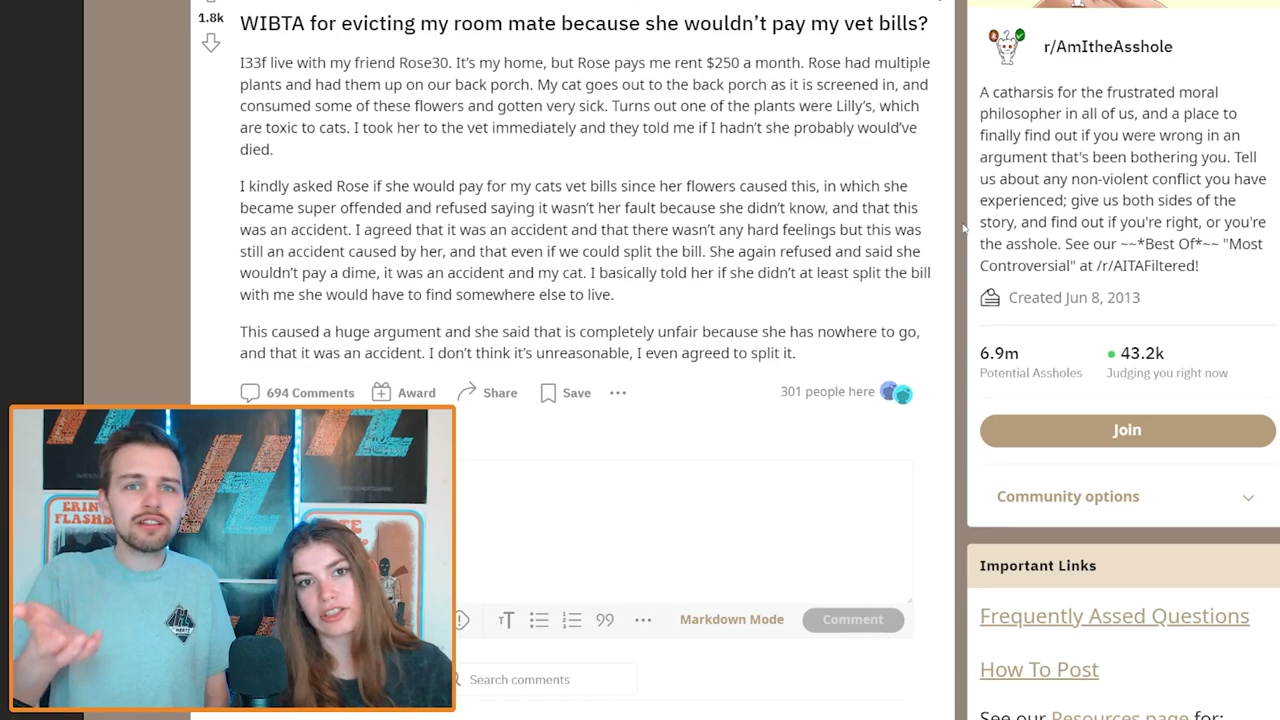 1.8k
WIBTA for evicting my room mate because she wouldn't pay my vet bills?
I33f live with my friend Rose30. It's my home, but Rose pays me rent $250 a month. Rose had multiple
plants and had them up on our back porch. My cat goes out to the back porch as it is screened in, and
consumed some of these flowers and gotten very sick. Turns out one of the plants were Lilly's, which
are toxic to cats. I took her to the vet immediately and they told me if I hadn't she probably would've
died.
I kindly asked Rose if she would pay for my cats vet bills since her flowers caused this, in which she
became super offended and refused saying it wasn't her fault because she didn't know, and that this
was an accident. I agreed that it was an accident and that there wasn't any hard feelings but this was
still an accident caused by her, and that even if we could split the bill. She again refused and said she
wouldn't pay a dime, it was an accident and my cat. I basically told her if she didn't at least split the bill
with me she would have to find somewhere else to live.
This caused a huge argument and she said that is completely unfair because she has nowhere to go,
and that it was an accident. I don't think it's unreasonable, I even agreed to split it.
694 Comments Award Share Save
301 people here
Markdown Mode Comment
Search comments
r/AmItheAsshole
A catharsis for the frustrated moral
philosopher in all of us, and a place to
finally find out if you were wrong in an
argument that's been bothering you. Tell
us about any non-violent conflict you have
experienced; give us both sides of the
story, and find out if you're right, or you're
the asshole. See our ~~*Best Of*~~ "Most
Controversial" at /r/AITAFiltered!
Created Jun 8, 2013
6.9m 43.2k
Potential Assholes Judging you right now
Join
Community options
Important Links
Frequently Assed Questions
How To Post
See our Resources page for:
ERIN
FLASHB